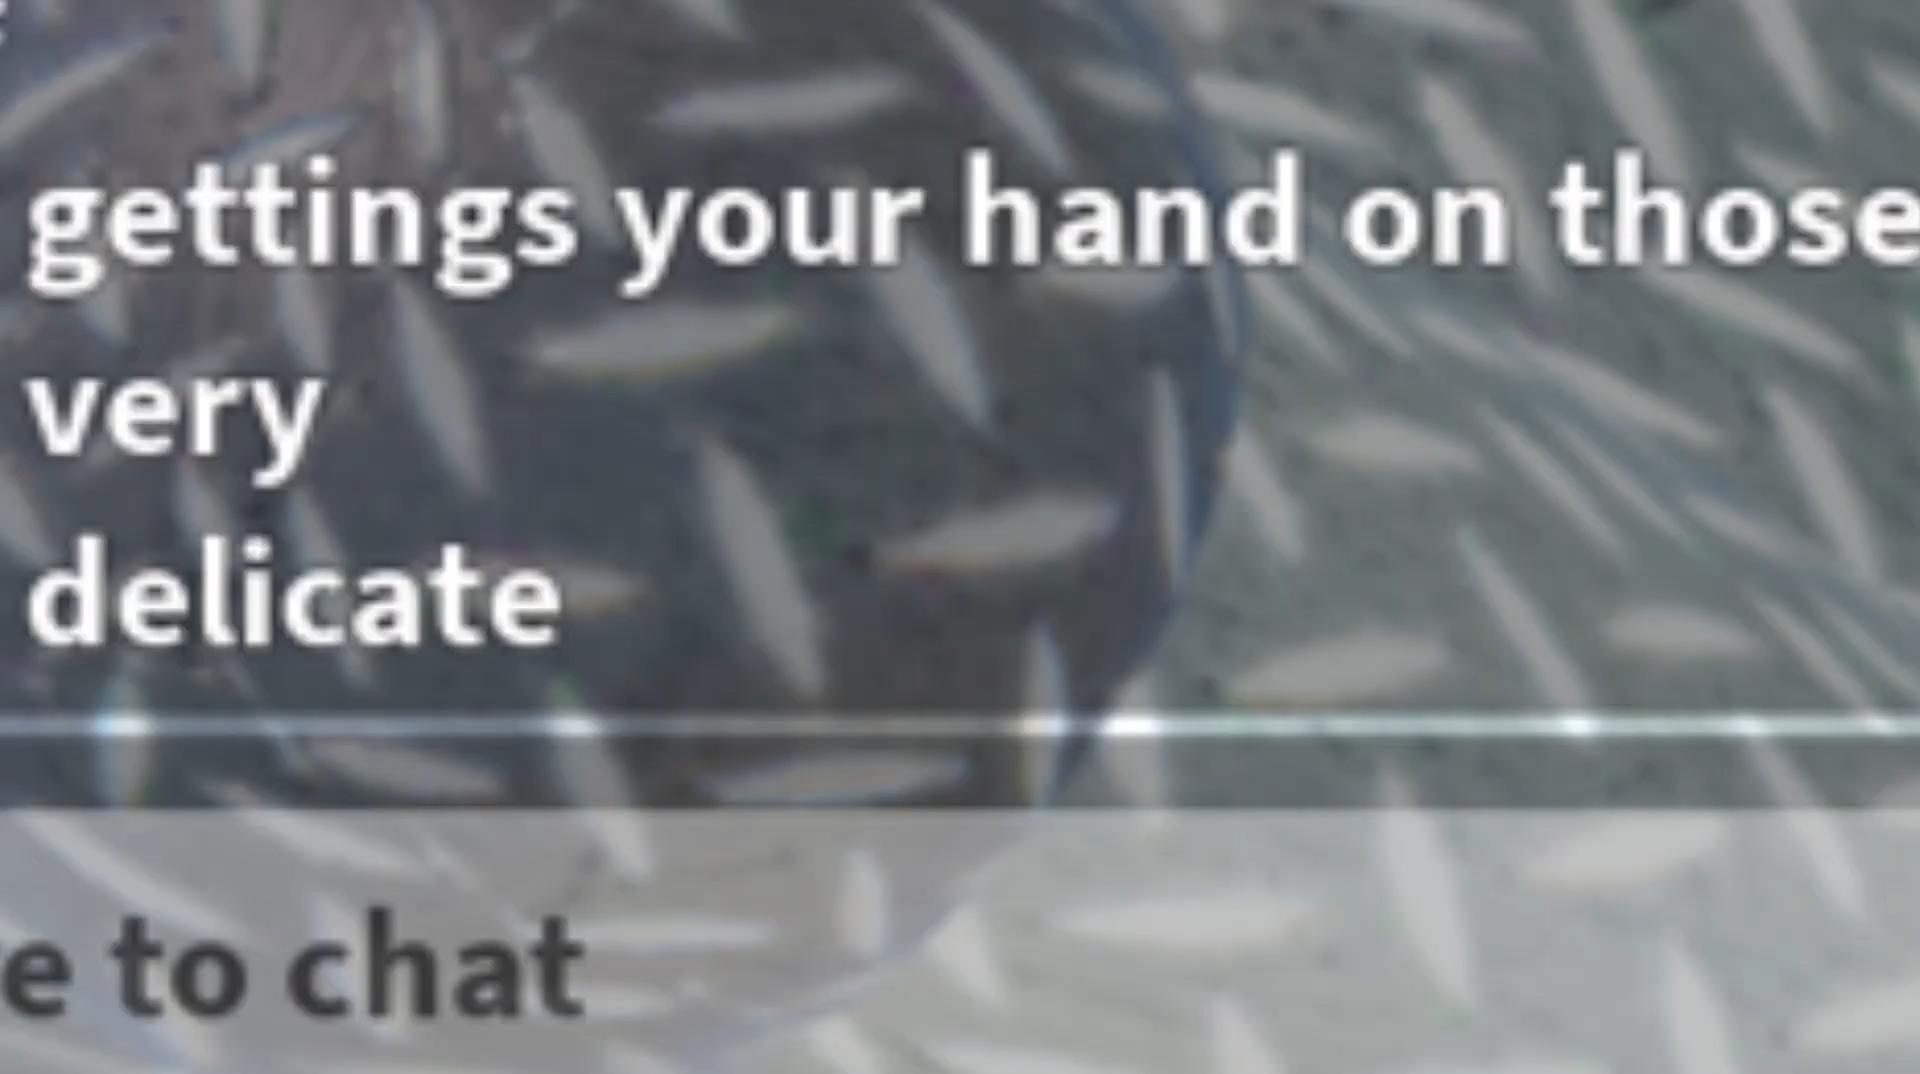 gettings your hand on those
very
delicate
e to chat